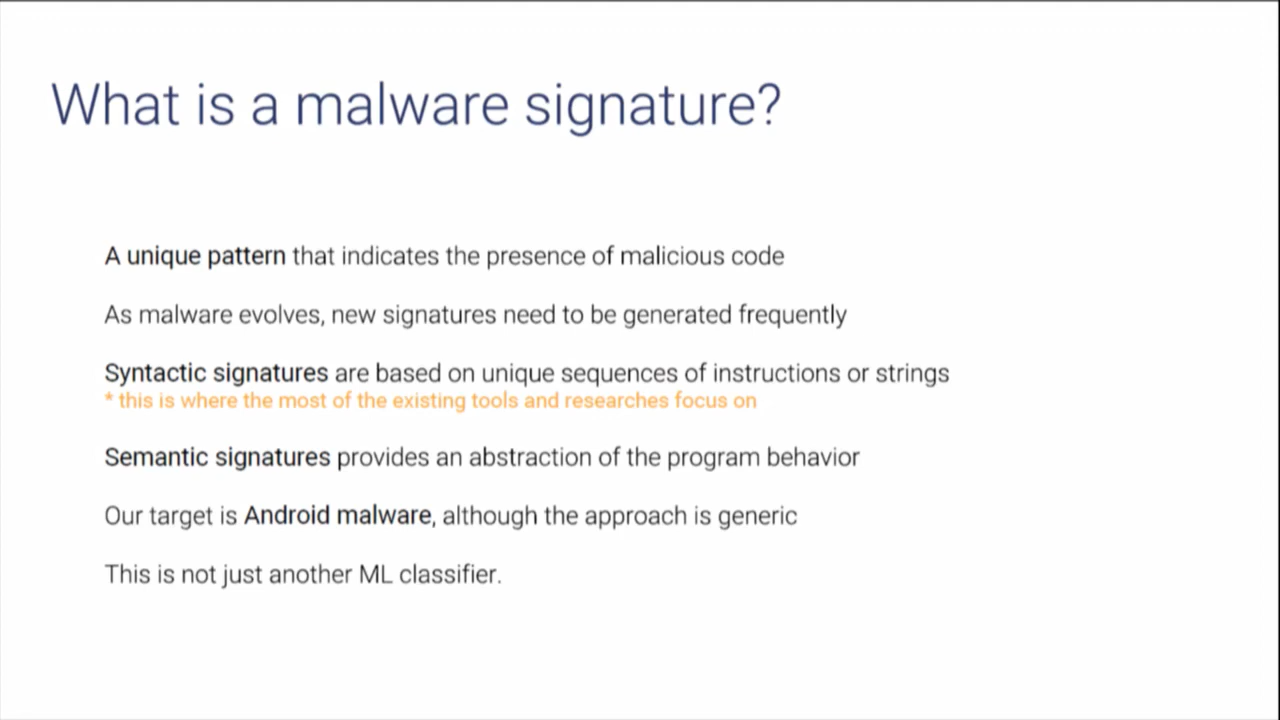 What is a malware signature?
A unique pattern that indicates the presence of malicious code
As malware evolves, new signatures need to be generated frequently
Syntactic signatures are based on unique sequences of instructions or strings
* this is where the most of the existing tools and researches focus on
Semantic signatures provides an abstraction of the program behavior
Our target is Android malware, although the approach is generic
This is not just another ML classifier.